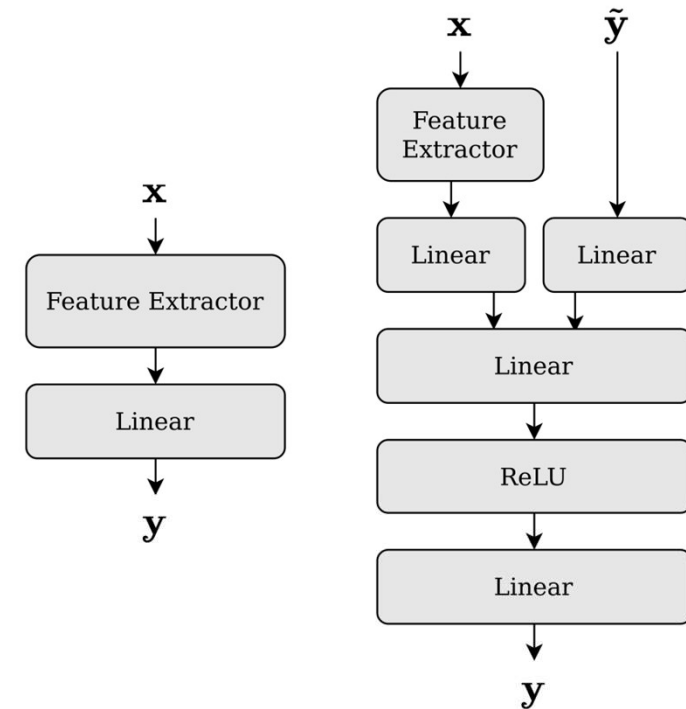 x
Feature Extractor
Linear
y
x
ỹ
Feature
Extractor
Linear
Linear
Linear
ReLU
Linear
y